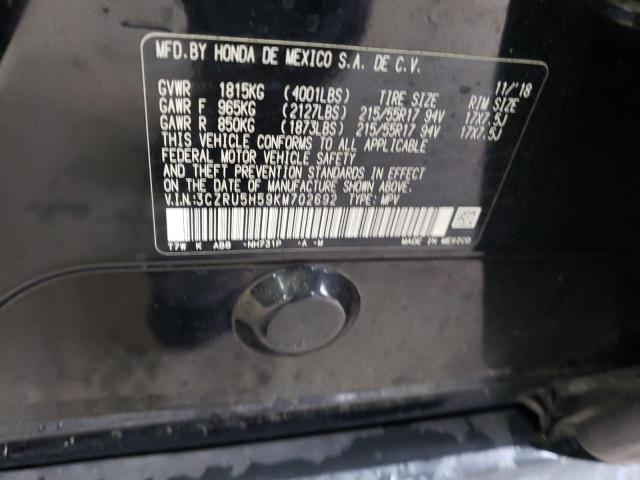 MFD.BY HONDA DE MEXICO S.A. DE C.V.
11/'18
GVWR 1815KG (4001LBS) TIRE SIZE RIM SIZE
GAWR F 965KG (2127LBS) 215/55R17 94V 17X7.5J
GAWR R 850KG (1873LBS) 215/55R17 94V 17X7.5J
THIS VEHICLE CONFORMS TO ALL APPLICABLE
FEDERAL MOTOR VEHICLE SAFETY
AND THEFT PREVENTION STANDARDS IN EFFECT
ON THE DATE OF MANUFACTURE SHOWN ABOVE.
V.I.N:3CZRU5H59KM702692 TYPE: MPV
T7W K ABB -NH731P -A -M MADE IN MEXICO